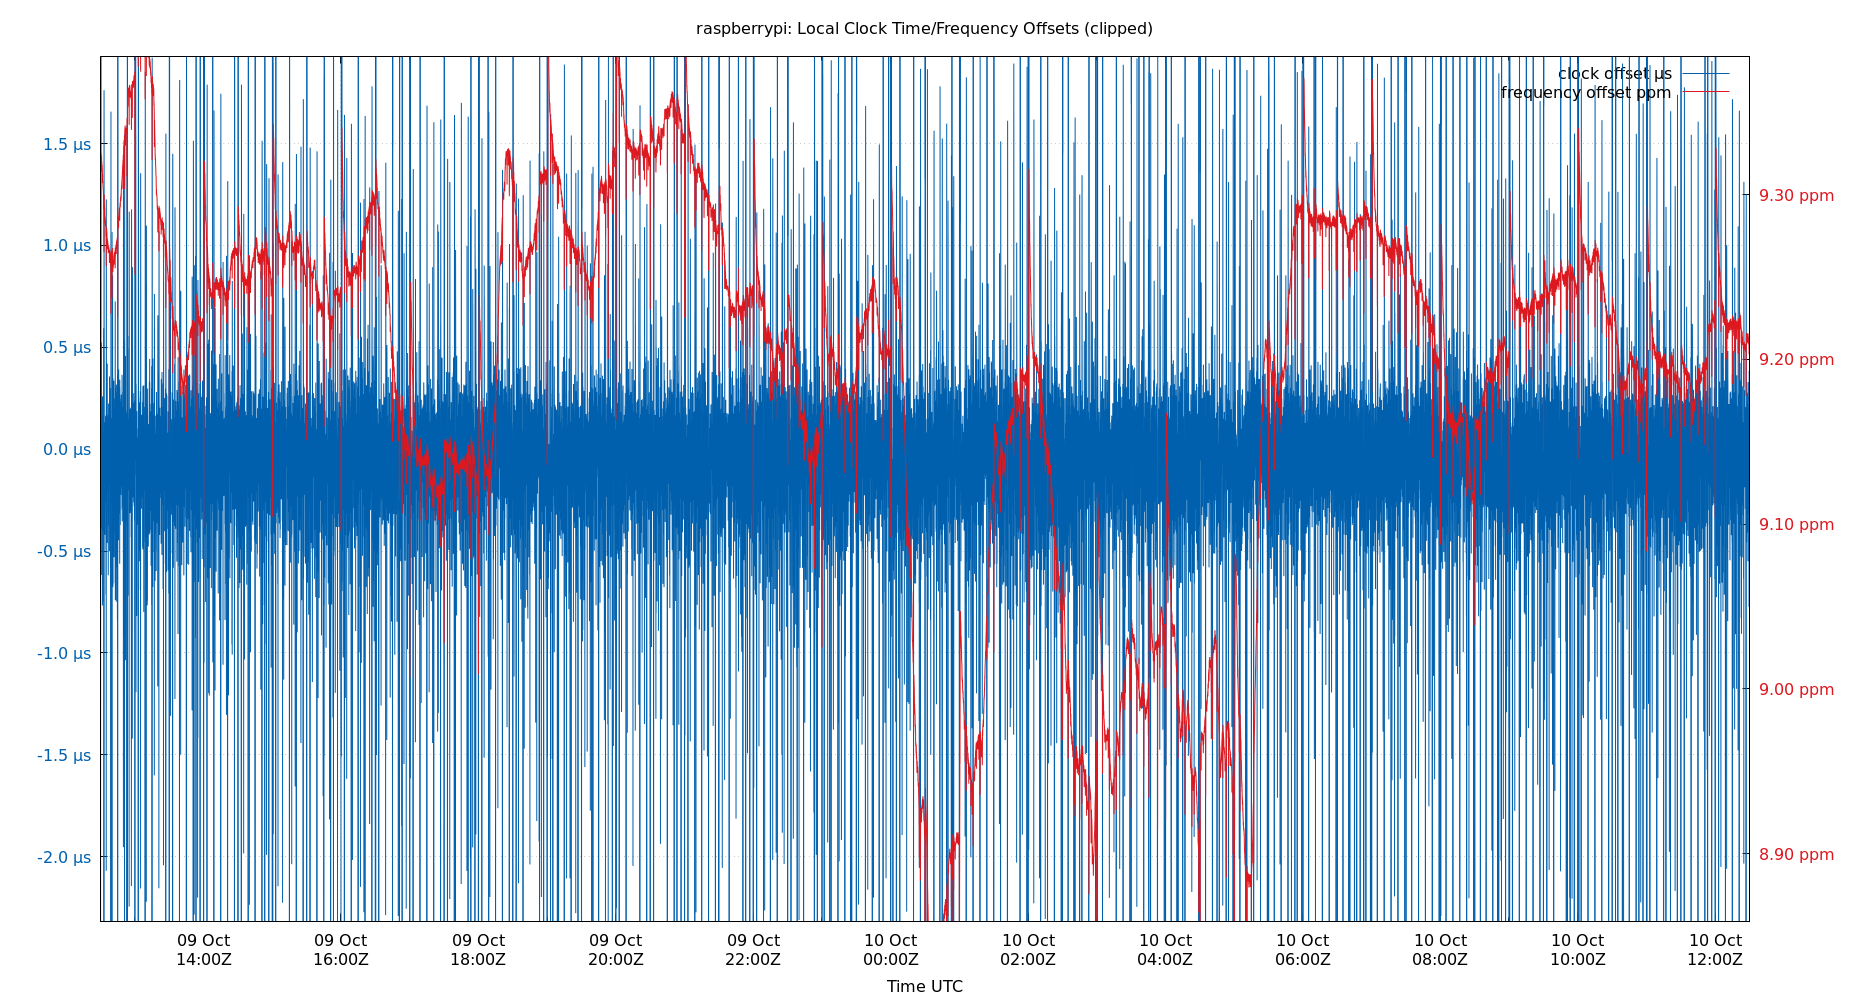 raspberrypi: Local Clock Time/Frequency Offsets (clipped)
clock offset µs
frequency offset ppm
1.5 µs
1.0 µs
0.5 µs
0.0 µs
-0.5 µs
-1.0 µs
-1.5 µs
-2.0 µs
9.30 ppm
9.20 ppm
9.10 ppm
9.00 ppm
8.90 ppm
09 Oct
14:00Z
09 Oct
16:00Z
09 Oct
18:00Z
09 Oct
20:00Z
09 Oct
22:00Z
10 Oct
00:00Z
10 Oct
02:00Z
10 Oct
04:00Z
10 Oct
06:00Z
10 Oct
08:00Z
10 Oct
10:00Z
10 Oct
12:00Z
Time UTC